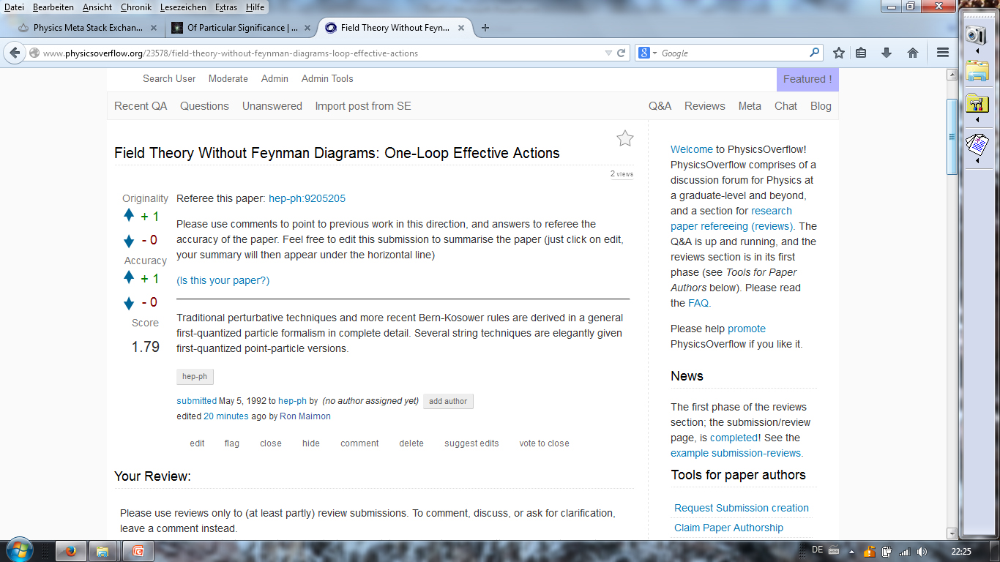 Datei Bearbeiten Ansicht Chronik Lesezeichen Extras Hilfe
Physics Meta Stack Exchan... Of Particular Significance | ... Field Theory Without Feyn...
www.physicsoverflow.org/23578/field-theory-without-feynman-diagrams-loop-effective-actions
Google
Search User Moderate Admin Admin Tools
Featured !
Recent QA Questions Unanswered Import post from SE
Q&A Reviews Meta Chat Blog
Field Theory Without Feynman Diagrams: One-Loop Effective Actions
2 views
Originality
+ 1
- 0
Accuracy
+ 1
- 0
Score
1.79
Referee this paper: hep-ph:9205205
Please use comments to point to previous work in this direction, and answers to referee the
accuracy of the paper. Feel free to edit this submission to summarise the paper (just click on edit,
your summary will then appear under the horizontal line)
(Is this your paper?)
Traditional perturbative techniques and more recent Bern-Kosower rules are derived in a general
first-quantized particle formalism in complete detail. Several string techniques are elegantly given
first-quantized point-particle versions.
hep-ph
submitted May 5, 1992 to hep-ph by (no author assigned yet) add author
edited 20 minutes ago by Ron Maimon
edit flag close hide comment delete suggest edits vote to close
Your Review:
Please use reviews only to (at least partly) review submissions. To comment, discuss, or ask for clarification,
leave a comment instead.
Welcome to PhysicsOverflow!
PhysicsOverflow comprises of a
discussion forum for Physics at
a graduate-level and beyond,
and a section for research
paper refereeing (reviews). The
Q&A is up and running, and the
reviews section is in its first
phase (see Tools for Paper
Authors below). Please read
the FAQ.
Please help promote
PhysicsOverflow if you like it.
News
The first phase of the reviews
section; the submission/review
page, is completed! See the
example submission-reviews.
Tools for paper authors
Request Submission creation
Claim Paper Authorship
DE
22:25